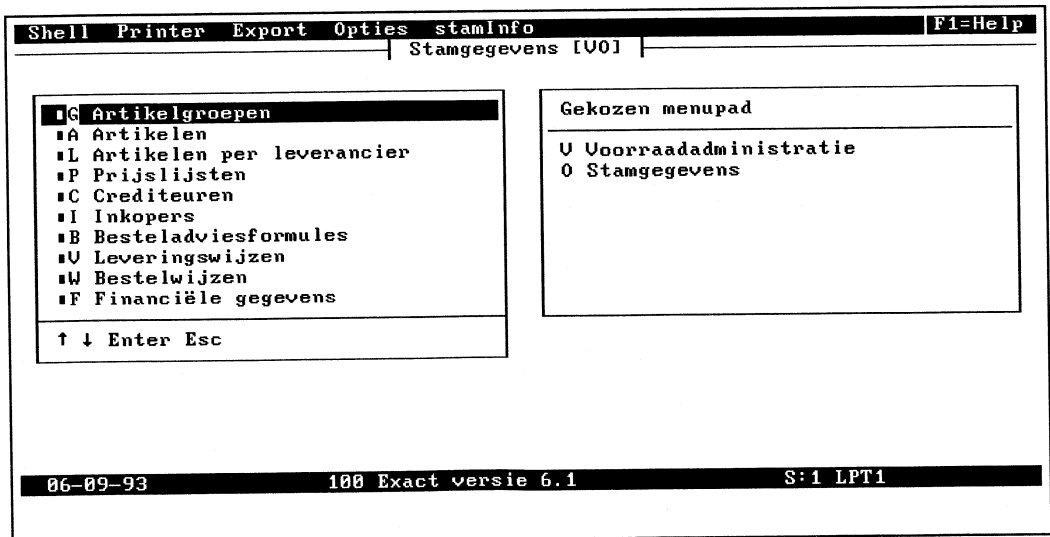 Shell Printer Export Opties stamInfo F1=Help
Stamgegevens [VO]
G Artikelgroepen
A Artikelen
L Artikelen per leverancier
P Prijslijsten
C Crediteuren
I Inkopers
B Besteladviesformules
V Leveringswijzen
W Bestelwijzen
F Financiële gegevens
↑ ↓ Enter Esc
Gekozen menupad
V Voorraadadministratie
O Stamgegevens
06-09-93 100 Exact versie 6.1 S:1 LPT1